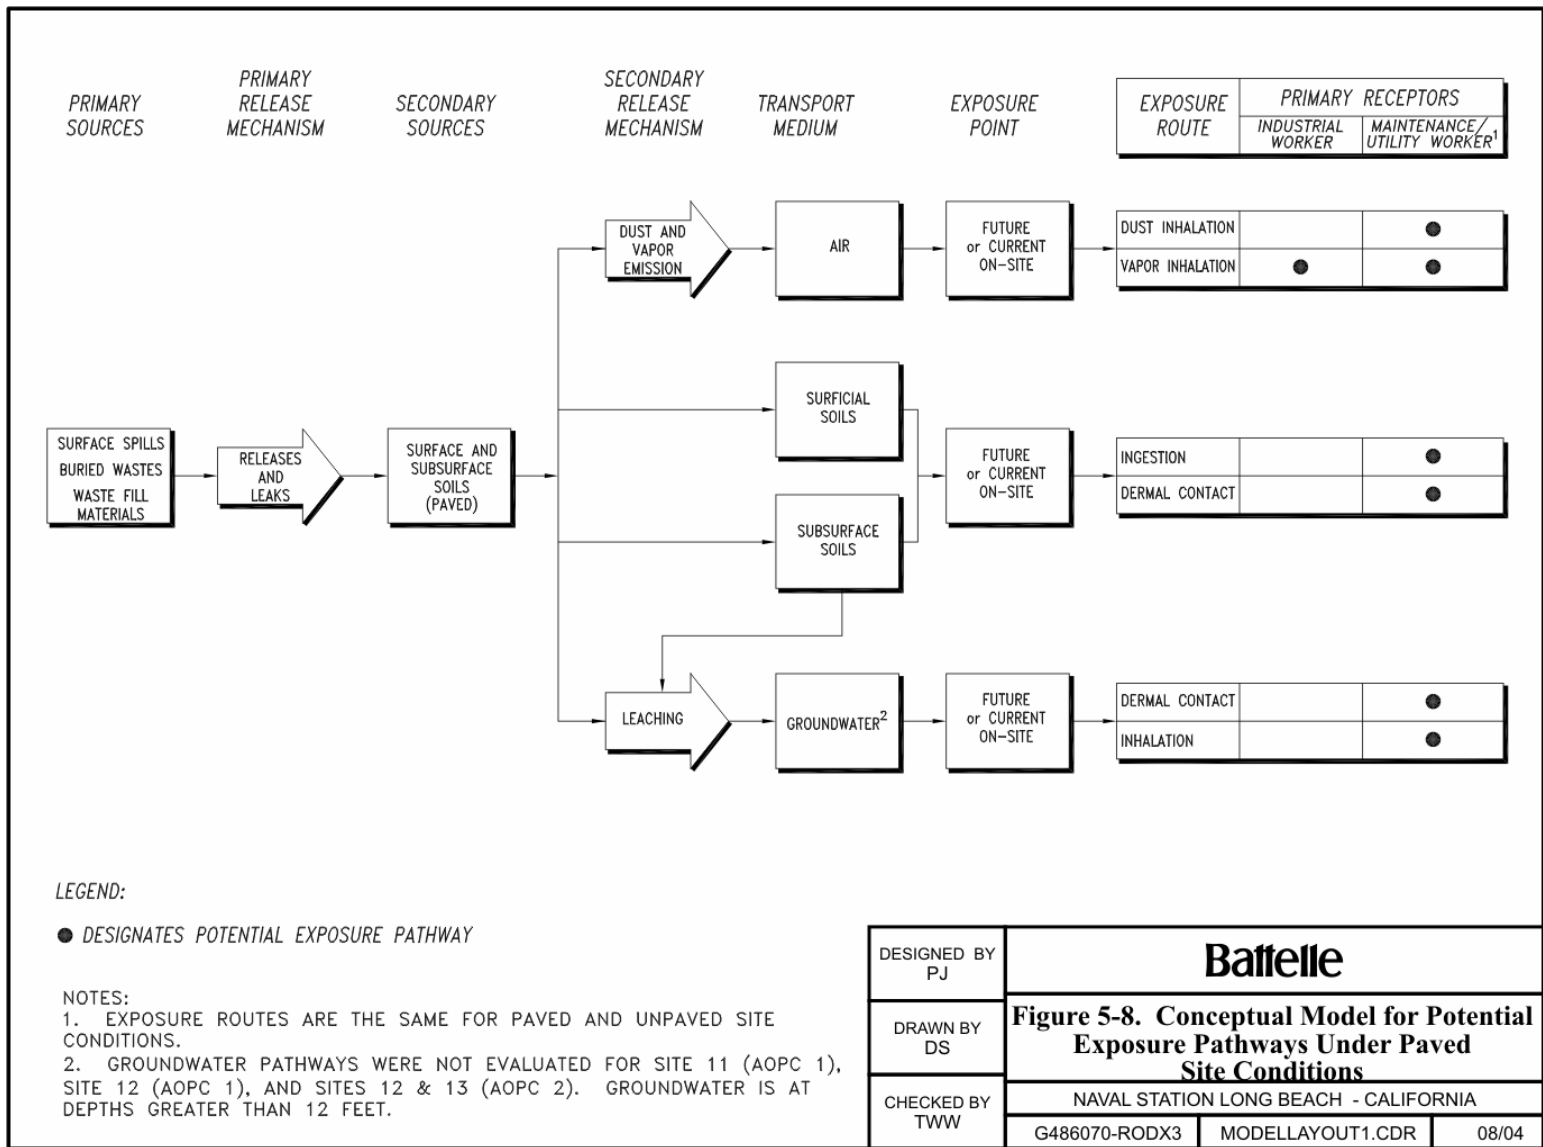 PRIMARY
SOURCES
PRIMARY
RELEASE
MECHANISM
SECONDARY
SOURCES
SECONDARY
RELEASE
MECHANISM
TRANSPORT
MEDIUM
EXPOSURE
POINT
EXPOSURE
ROUTE
PRIMARY RECEPTORS
INDUSTRIAL
WORKER
MAINTENANCE/
UTILITY WORKER¹
DUST AND
VAPOR
EMISSION
AIR
FUTURE
or CURRENT
ON-SITE
DUST INHALATION
VAPOR INHALATION
SURFICIAL
SOILS
SURFACE SPILLS
BURIED WASTES
WASTE FILL
MATERIALS
RELEASES
AND
LEAKS
SURFACE AND
SUBSURFACE
SOILS
(PAVED)
SUBSURFACE
SOILS
FUTURE
or CURRENT
ON-SITE
INGESTION
DERMAL CONTACT
LEACHING
GROUNDWATER²
FUTURE
or CURRENT
ON-SITE
DERMAL CONTACT
INHALATION
LEGEND:
● DESIGNATES POTENTIAL EXPOSURE PATHWAY
NOTES:
1. EXPOSURE ROUTES ARE THE SAME FOR PAVED AND UNPAVED SITE
CONDITIONS.
2. GROUNDWATER PATHWAYS WERE NOT EVALUATED FOR SITE 11 (AOPC 1),
SITE 12 (AOPC 1), AND SITES 12 & 13 (AOPC 2). GROUNDWATER IS AT
DEPTHS GREATER THAN 12 FEET.
DESIGNED BY
PJ
DRAWN BY
DS
CHECKED BY
TWW
Battelle
Figure 5-8. Conceptual Model for Potential
Exposure Pathways Under Paved
Site Conditions
NAVAL STATION LONG BEACH - CALIFORNIA
G486070-RODX3
MODELLAYOUT1.CDR
08/04